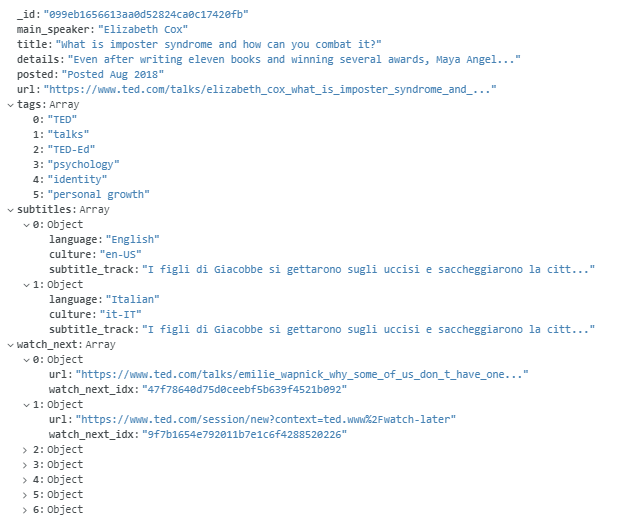 _id: "099eb1656613aa0d52824ca0c17420fb"
main_speaker: "Elizabeth Cox"
title: "What is imposter syndrome and how can you combat it?"
details: "Even after writing eleven books and winning several awards, Maya Angel..."
posted: "Posted Aug 2018"
url: "https://www.ted.com/talks/elizabeth_cox_what_is_imposter_syndrome_and_..."
tags: Array
0: "TED"
1: "talks"
2: "TED-Ed"
3: "psychology"
4: "identity"
5: "personal growth"
subtitles: Array
0: Object
language: "English"
culture: "en-US"
subtitle_track: "I figli di Giacobbe si gettarono sugli uccisi e saccheggiarono la citt..."
1: Object
language: "Italian"
culture: "it-IT"
subtitle_track: "I figli di Giacobbe si gettarono sugli uccisi e saccheggiarono la citt..."
watch_next: Array
0: Object
url: "https://www.ted.com/talks/emilie_wapnick_why_some_of_us_don_t_have_one..."
watch_next_idx: "47f78640d75d0ceebf5b639f4521b092"
1: Object
url: "https://www.ted.com/session/new?context=ted.www%2Fwatch-later"
watch_next_idx: "9f7b1654e792011b7e1c6f4288520226"
2: Object
3: Object
4: Object
5: Object
6: Object